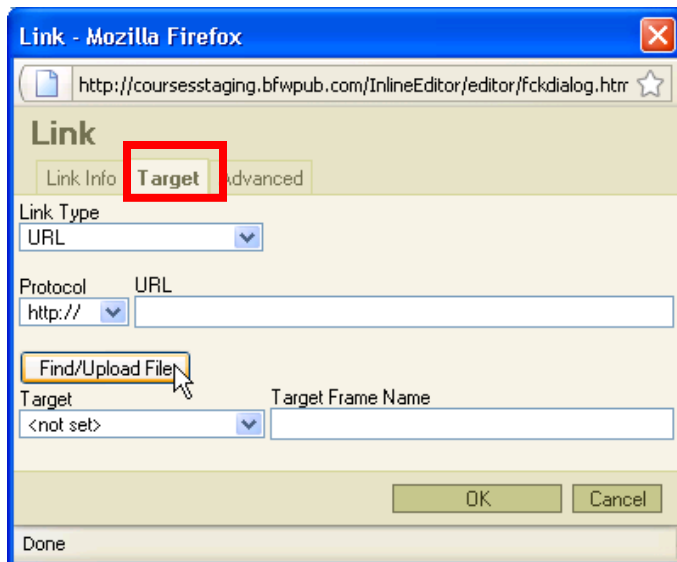 Link - Mozilla Firefox
http://coursesstaging.bfwpub.com/InlineEditor/editor/fckdialog.htm
Link
Link Info Target Advanced
Link Type
URL
Protocol URL
http://
Find/Upload File
Target Target Frame Name
<not set>
OK Cancel
Done